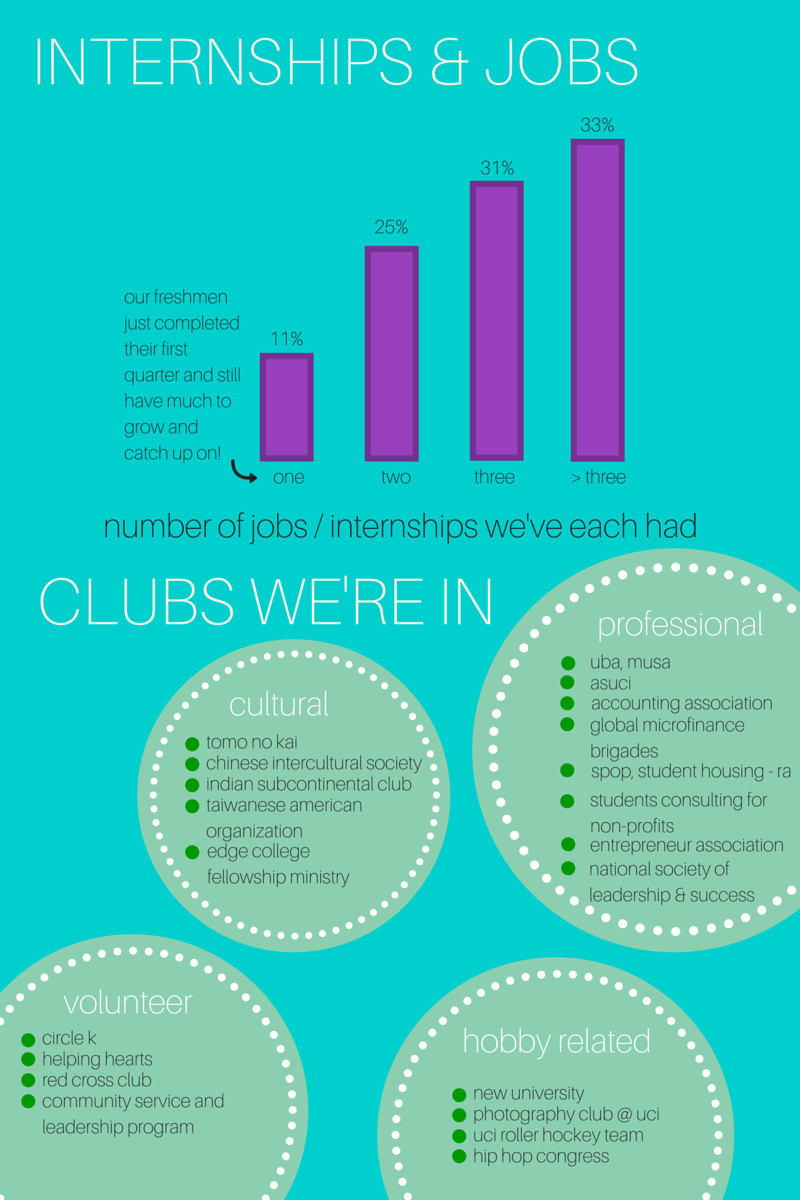 INTERNSHIPS & JOBS
33%
31%
25%
11%
our freshmen
just completed
their first
quarter and still
have much to
grow and
catch up on!
one
two
three
> three
number of jobs / internships we've each had
CLUBS WE'RE IN
professional
uba, musa
asuci
accounting association
global microfinance
brigades
spop, student housing - ra
students consulting for
non-profits
entrepreneur association
national society of
leadership & success
cultural
tomo no kai
chinese intercultural society
indian subcontinental club
taiwanese american
organization
edge college
fellowship ministry
volunteer
circle k
helping hearts
red cross club
community service and
leadership program
hobby related
new university
photography club @ uci
uci roller hockey team
hip hop congress